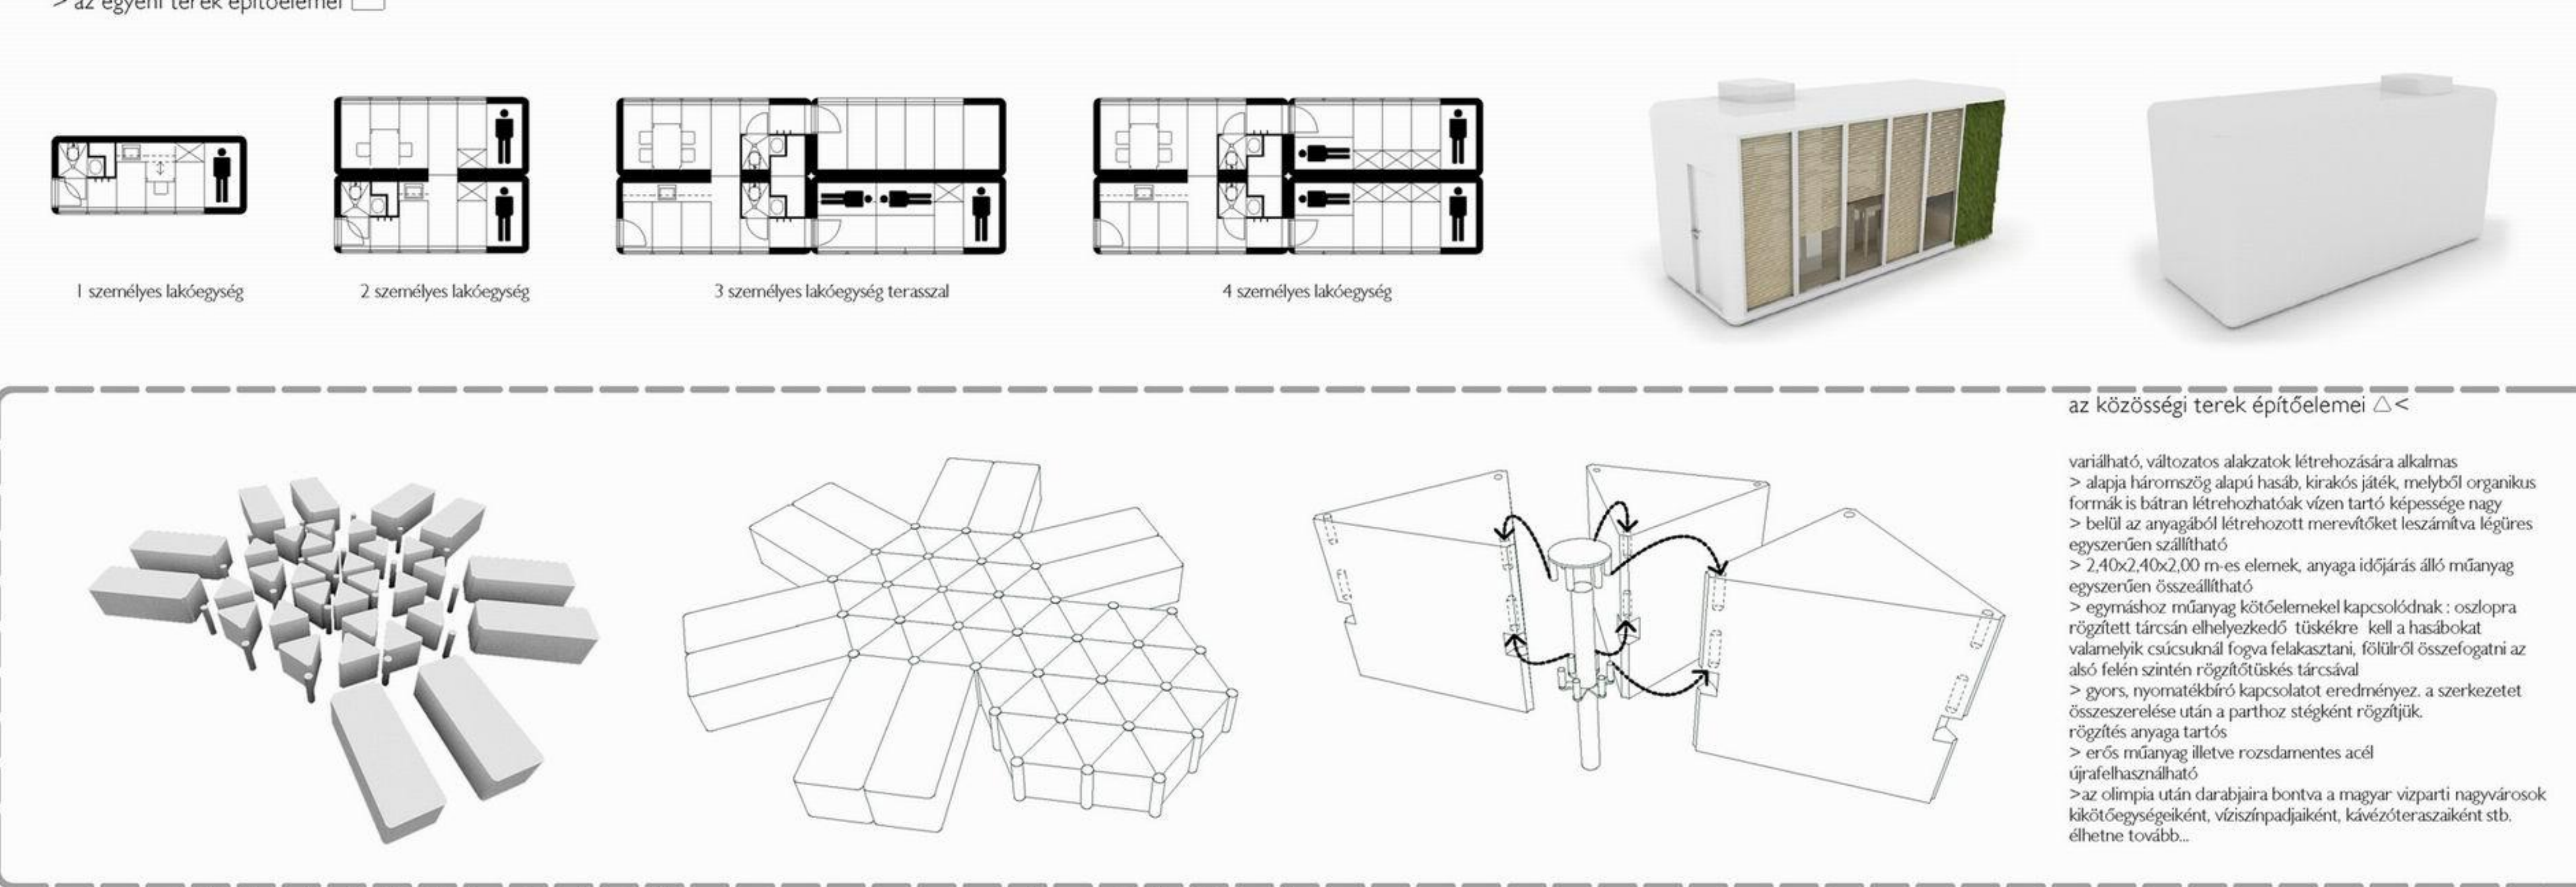 > az egyéni terek építőelemei
1 személyes lakóegység
2 személyes lakóegység
3 személyes lakóegység terasszal
4 személyes lakóegység
az közösségi terek építőelemei △<
variálható, változatos alakzatok létrehozására alkalmas
> alapja háromszög alapú hasáb, kirakós játék, melyből organikus
formák is bátran létrehozhatóak vízen tartó képessége nagy
> belül az anyagából létrehozott merevítőket leszámítva légüres
egyszerűen szállítható
> 2,40x2,40x2,00 m-es elemek, anyaga időjárás álló műanyag
egyszerűen összeállítható
> egymáshoz műanyag kötőelemekel kapcsolódnak : oszlopra
rögzített tárcsán elhelyezkedő tüskékre kell a hasábokat
valamelyik csúcsuknál fogva felakasztani, fölülről összefogatni az
alsó felén szintén rögzítőtüskés tárcsával
> gyors, nyomatékbíró kapcsolatot eredményez. a szerkezetet
összeszerelése után a parthoz stégként rögzítjük.
rögzítés anyaga tartós
> erős műanyag illetve rozsdamentes acél
újrafelhasználható
>az olimpia után darabjaira bontva a magyar vizparti nagyvárosok
kikötőegységeiként, víziszínpadjaiként, kávézóteraszaiként stb.
élhetne tovább...